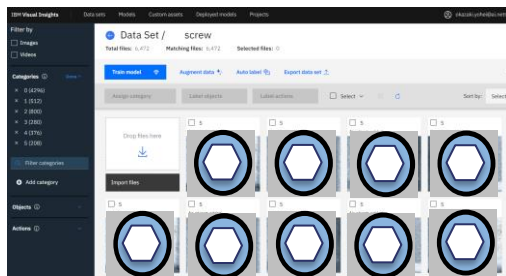 IBM Visual Insights
Data sets
Models
Custom assets
Deployed models
Projects
Filter by
Images
Videos
Categories
0 (4296)
1 (512)
2 (800)
3 (280)
4 (176)
5 (208)
Filter categories
Add category
Objects
Actions
Data Set / screw
Total files: 6,472 Matching files: 6,472 Selected files: 0
Train model
Augment data
Auto label
Export data set
Assign category
Label objects
Label actions
Select
Sort by: Select
Drop files here
Import files
5
5
5
5
5
5
5
5
5